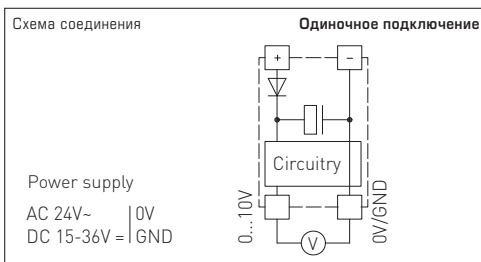 Схема соединения
Одиночное подключение
+ −
Circuitry
Power supply
AC 24V~ | 0V
DC 15-36V = | GND
0...10V
0V/GND
V